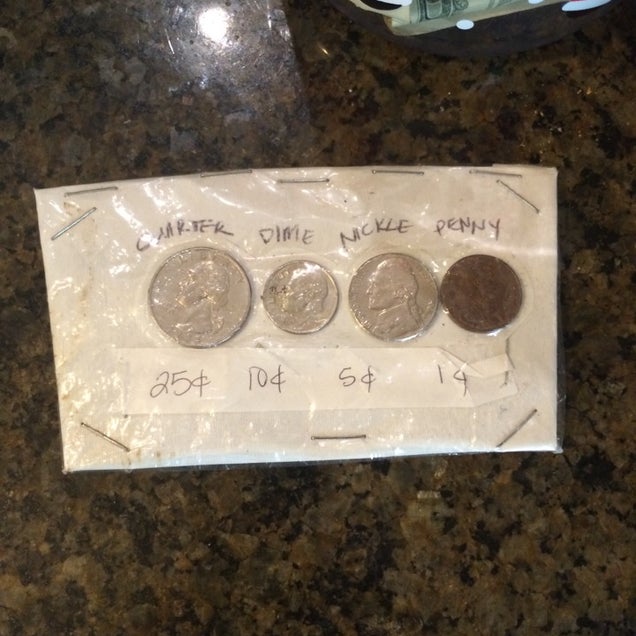 QUARTER DIME NICKLE PENNY
25¢ 10¢ 5¢ 1¢